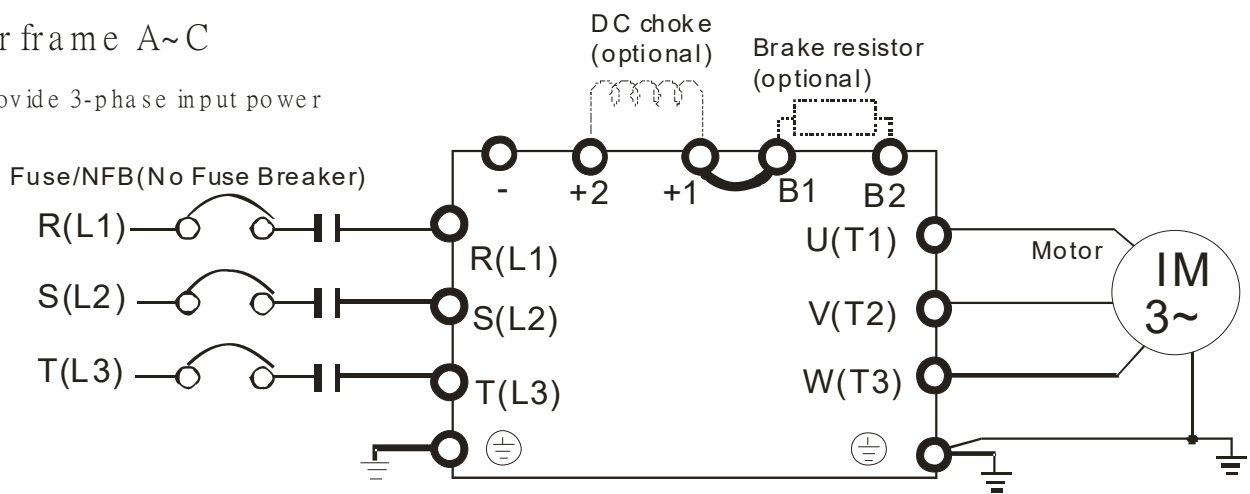 r frame A~C
ovide 3-phase input power
DC choke
(optional)
Brake resistor
(optional)
Fuse/NFB(No Fuse Breaker)
-
+2
+1
B1
B2
R(L1)
R(L1)
U(T1)
Motor
IM
3~
S(L2)
S(L2)
V(T2)
T(L3)
T(L3)
W(T3)